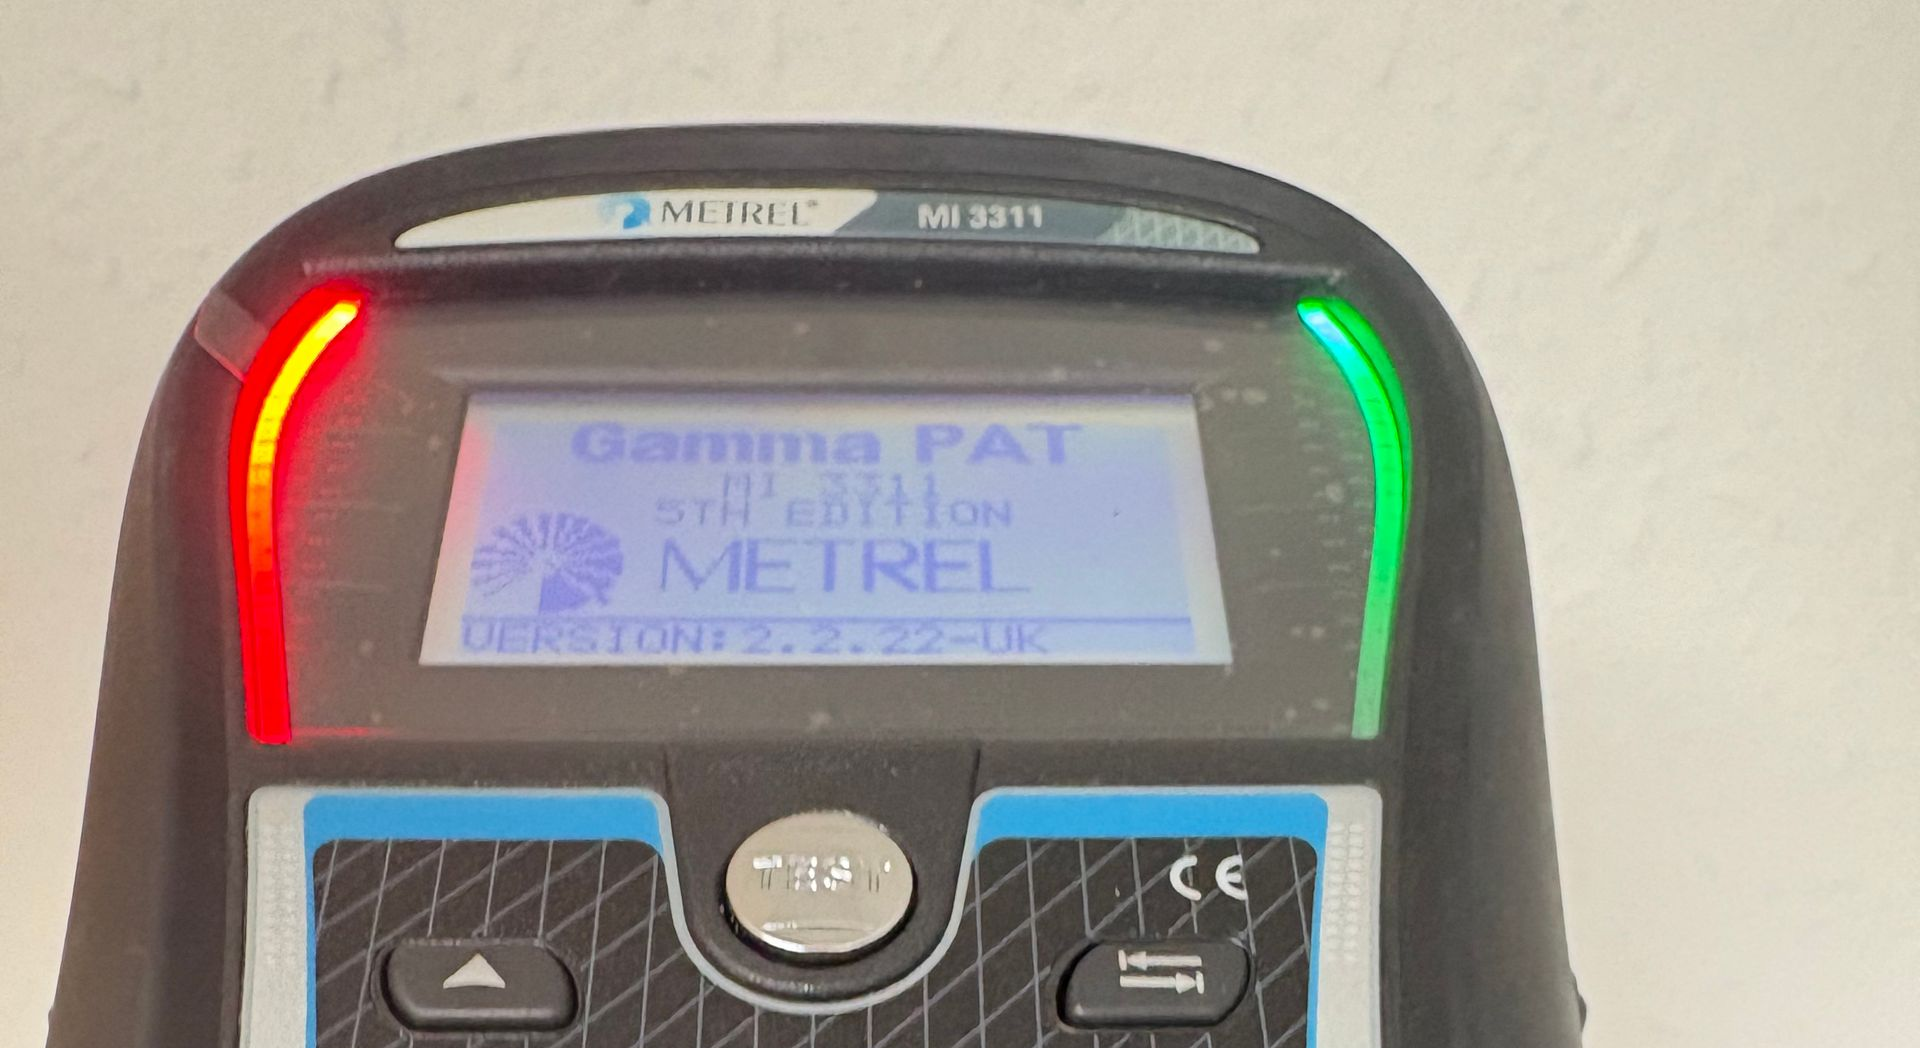 METREL® MI 3311
Gamma PAT
MI 3311
5TH EDITION
METREL
VERSION:2.2.22-UK
TEST
CE